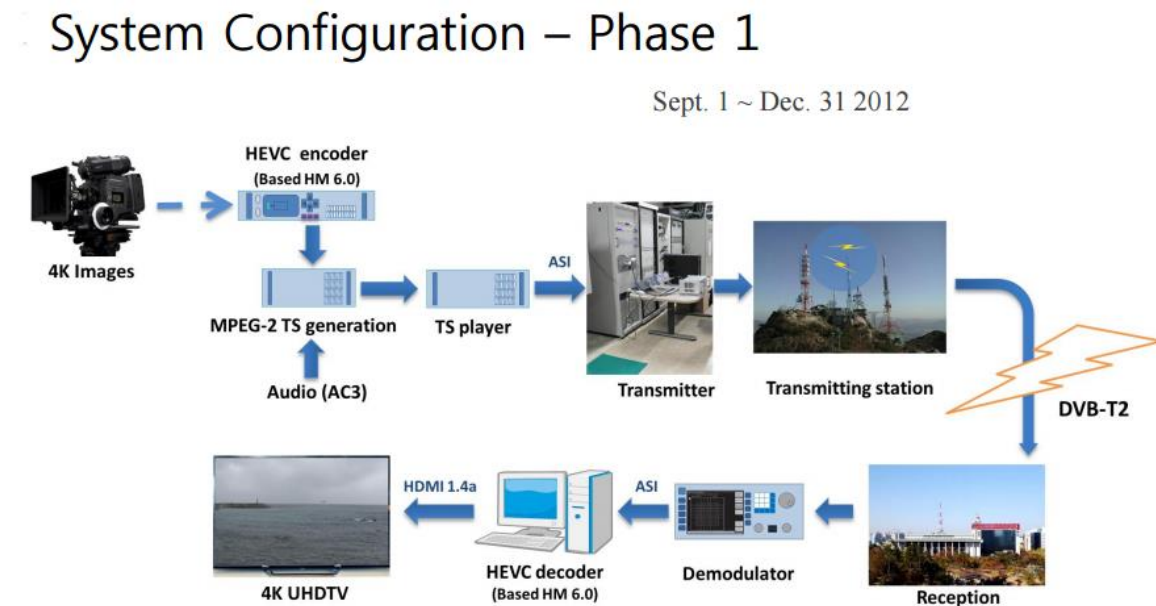 System Configuration – Phase 1
Sept. 1 ~ Dec. 31 2012
HEVC encoder
(Based HM 6.0)
4K Images
MPEG-2 TS generation
TS player
ASI
Audio (AC3)
Transmitter
Transmitting station
DVB-T2
HDMI 1.4a
ASI
4K UHDTV
HEVC decoder
(Based HM 6.0)
Demodulator
Reception